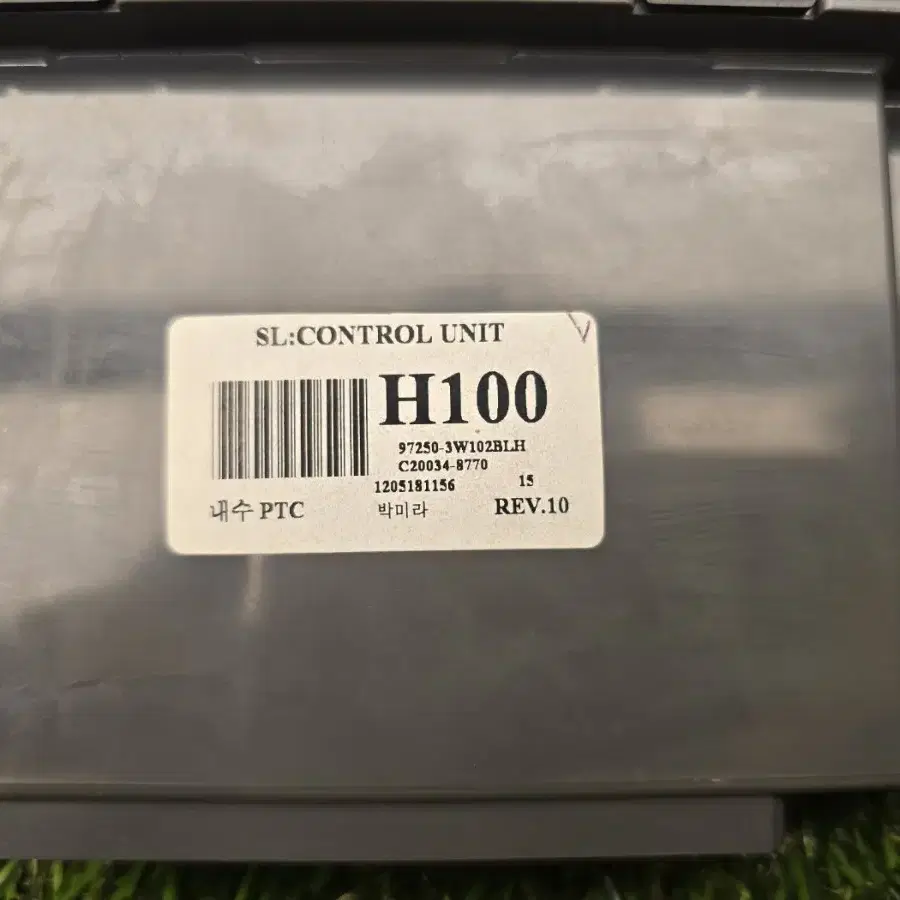 SL:CONTROL UNIT
H100
97250-3W102BLH
C20034-8770
1205181156 15
내수 PTC 박미라 REV.10